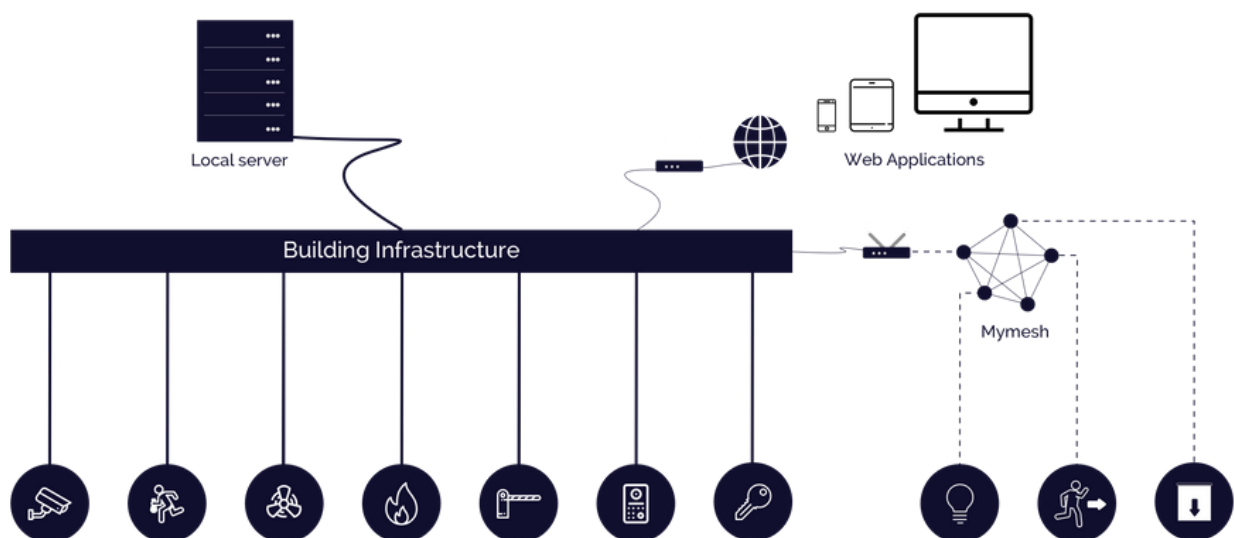 Local server
Web Applications
Building Infrastructure
Mymesh